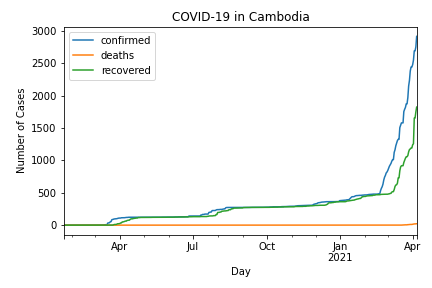 COVID-19 in Cambodia
confirmed
deaths
recovered
Number of Cases
3000
2500
2000
1500
1000
500
0
Apr
Jul
Oct
Jan
2021
Apr
Day